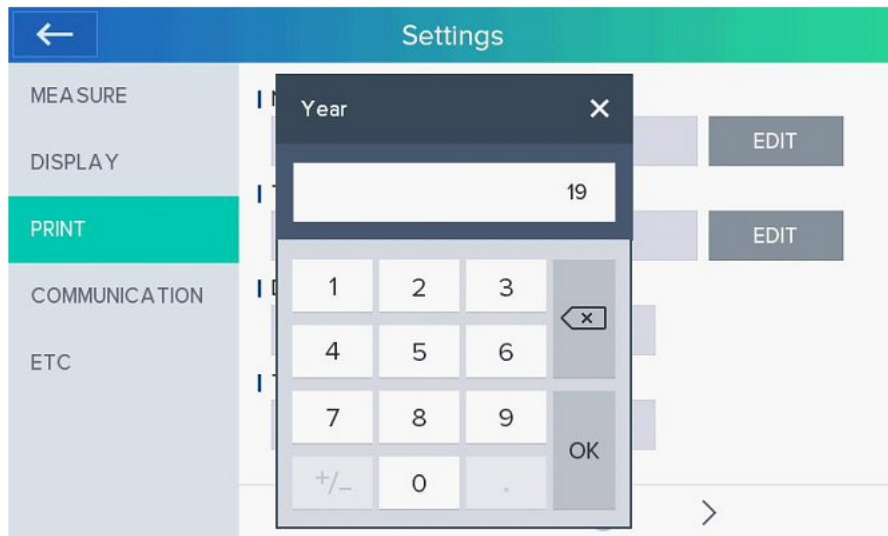 Settings
MEASURE
DISPLAY
PRINT
COMMUNICATION
ETC
Year
19
EDIT
EDIT
1 2 3
4 5 6
7 8 9
OK
+/- 0 .